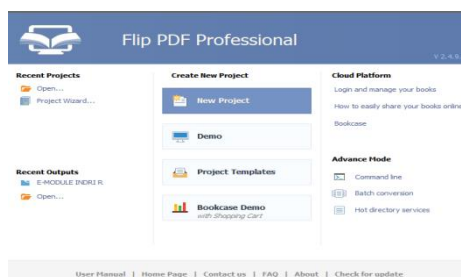 Flip PDF Professional
Recent Projects
Open...
Project Wizard...
Recent Outputs
E-MODULE INDRI R
Open...
Create New Project
New Project
Demo
Project Templates
Bookcase Demo
with Shopping Cart
Cloud Platform
Login and manage your books
How to easily share your books online
Bookcase
Advance Mode
Command line
Batch conversion
Hot directory services
User Manual | Home Page | Contact us | FAQ | About | Check for update